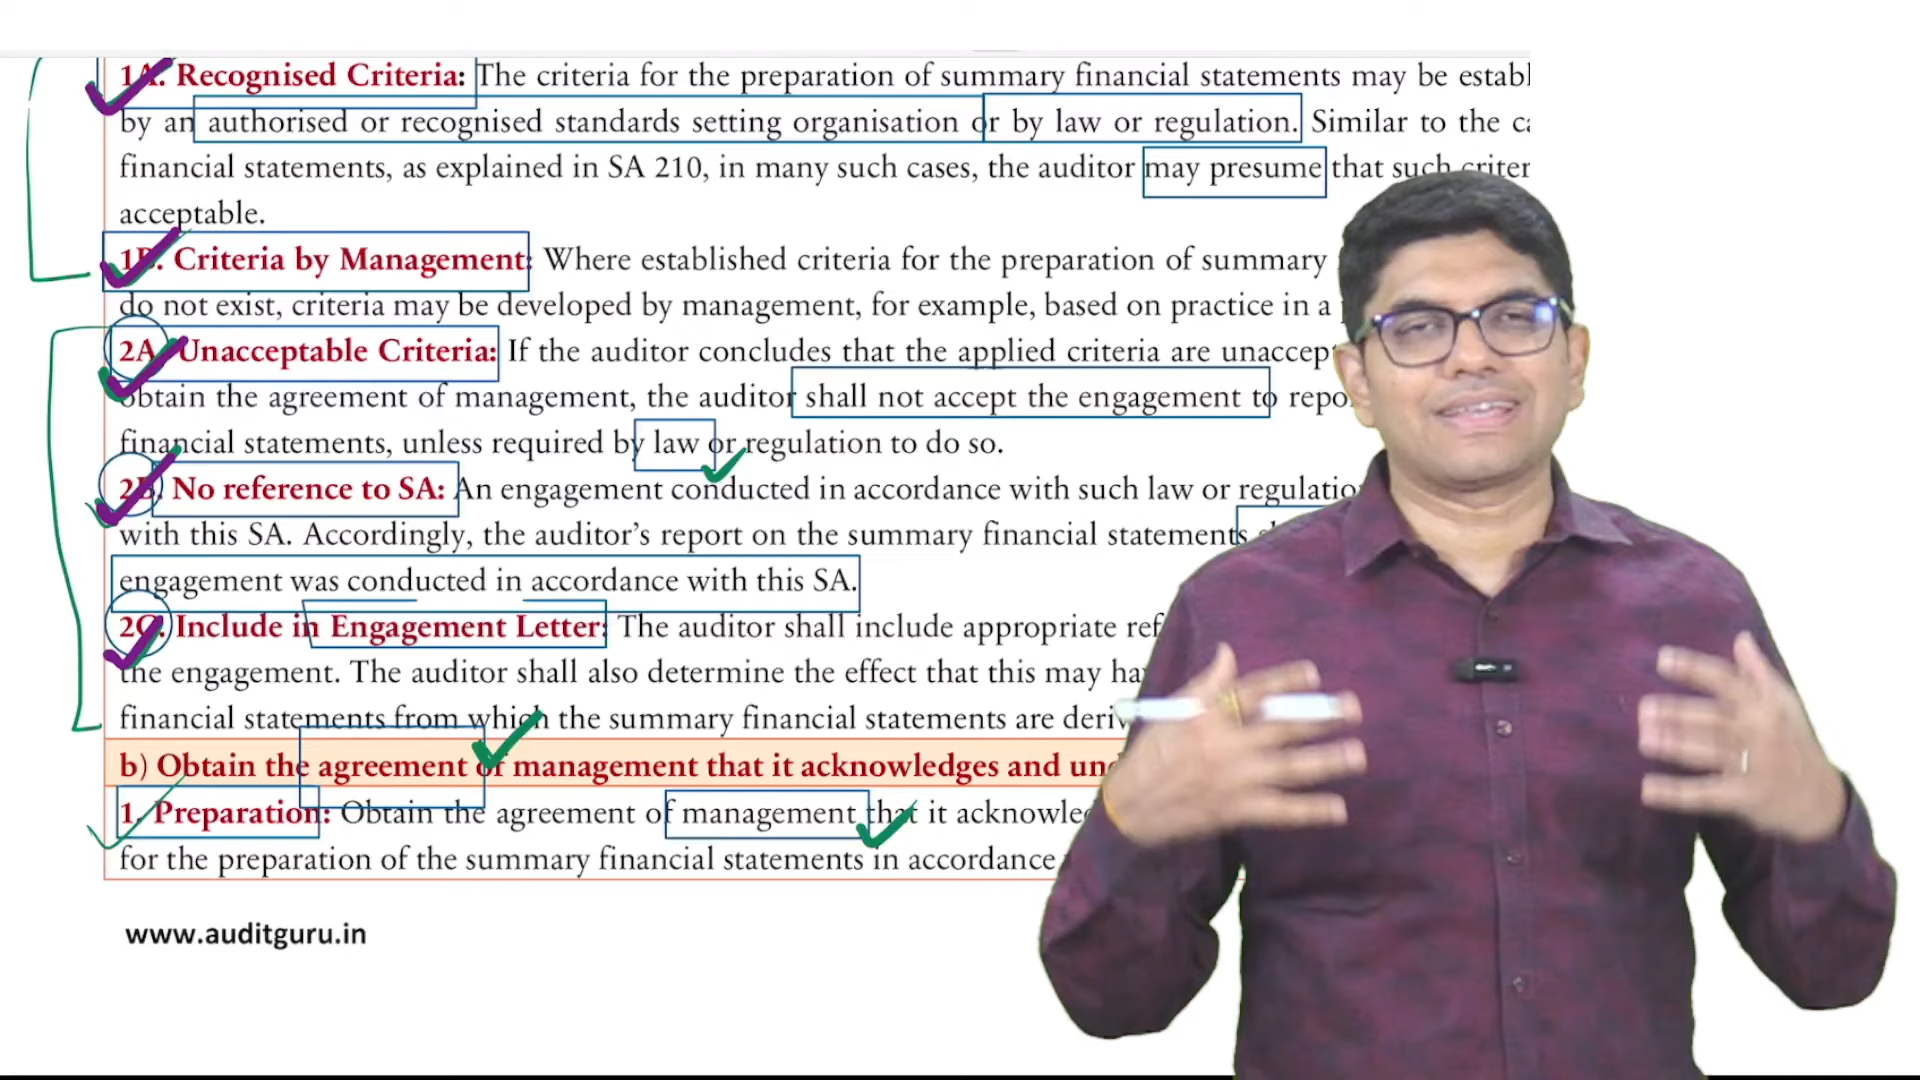 1A. Recognised Criteria: The criteria for the preparation of summary financial statements may be
by an authorised or recognised standards setting organisation or by law or regulation. Similar to the
financial statements, as explained in SA 210, in many such cases, the auditor may presume that such
acceptable.
1B. Criteria by Management: Where established criteria for the preparation of summary
do not exist, criteria may be developed by management, for example, based on practice in a
2A. Unacceptable Criteria: If the auditor concludes that the applied criteria are
obtain the agreement of management, the auditor shall not accept the engagement to
financial statements, unless required by law or regulation to do so.
2B. No reference to SA: An engagement conducted in accordance with such law or
with this SA. Accordingly, the auditor's report on the summary financial statements
engagement was conducted in accordance with this SA.
2C. Include in Engagement Letter: The auditor shall include appropriate
the engagement. The auditor shall also determine the effect that this may
financial statements from which the summary financial statements are
b) Obtain the agreement of management that it acknowledges and
1. Preparation: Obtain the agreement of management that it
for the preparation of the summary financial statements in accordance
www.auditguru.in